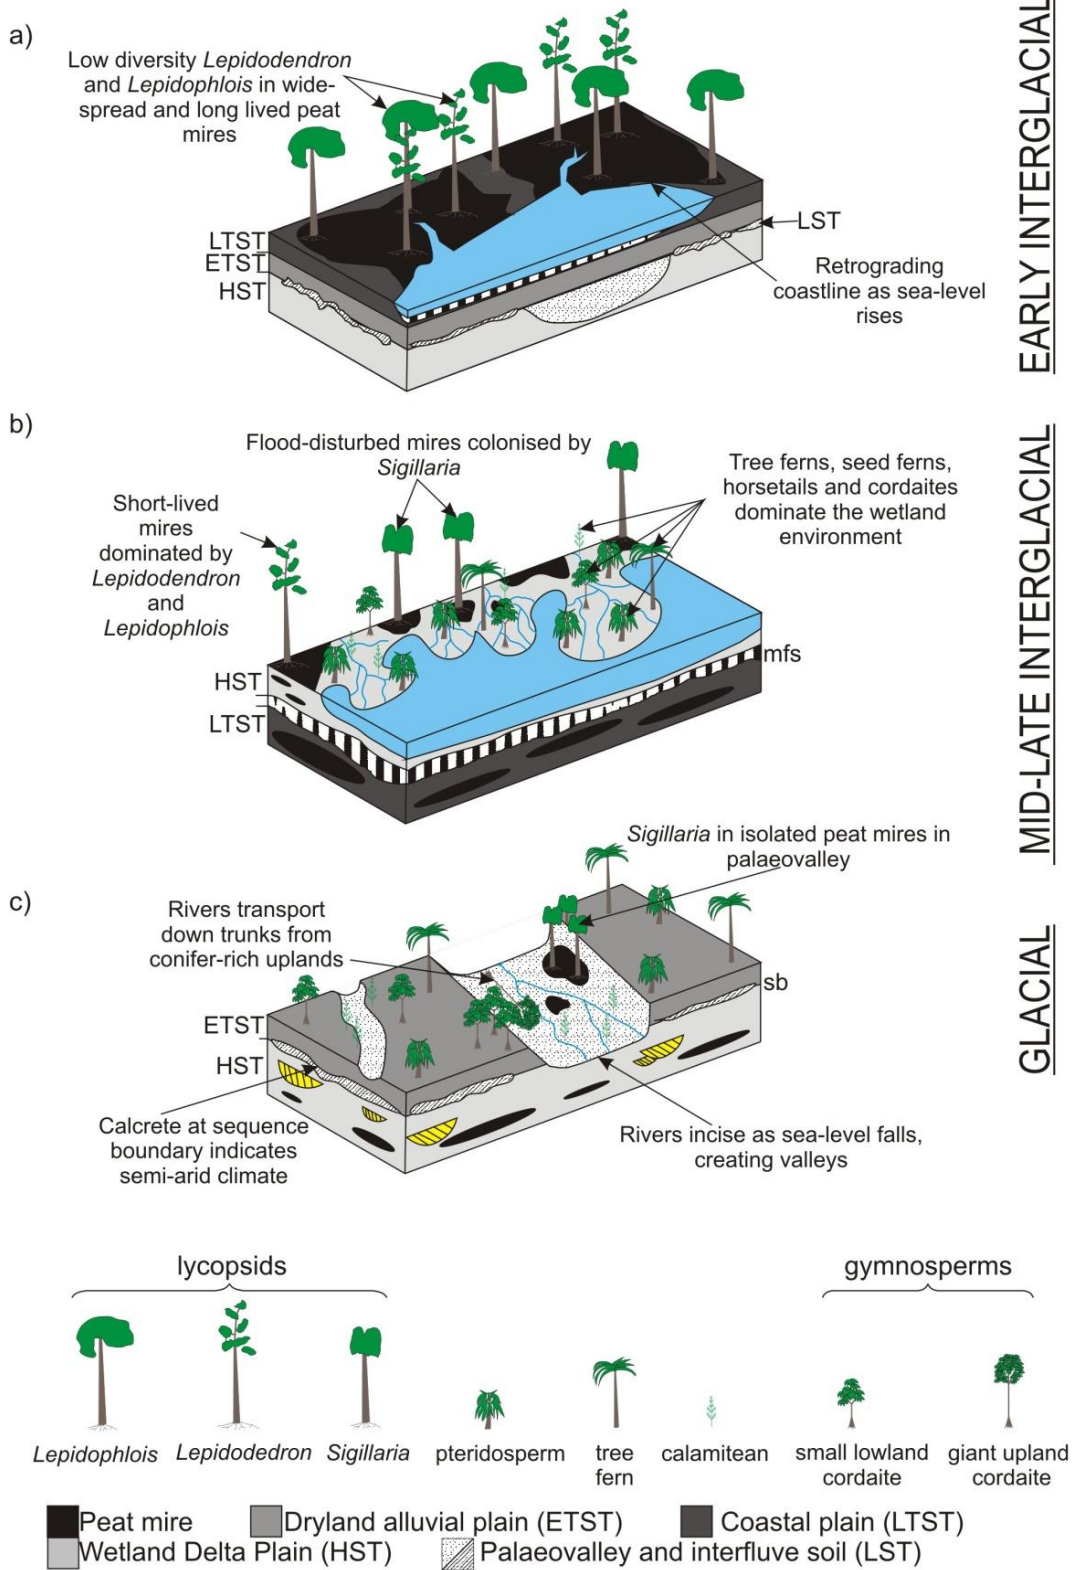 a)
Low diversity Lepidodendron
and Lepidophlois in wide-
spread and long lived peat
mires
LTST
ETST
HST
LST
Retrograding
coastline as sea-level
rises
EARLY INTERGLACIAL
b)
Flood-disturbed mires colonised by
Sigillaria
Tree ferns, seed ferns,
horsetails and cordaites
dominate the wetland
environment
Short-lived
mires
dominated by
Lepidodendron
and
Lepidophlois
HST
LTST
mfs
MID-LATE INTERGLACIAL
c)
Sigillaria in isolated peat mires in
palaeovalley
Rivers transport
down trunks from
conifer-rich uplands
ETST
HST
sb
Calcrete at sequence
boundary indicates
semi-arid climate
Rivers incise as sea-level falls,
creating valleys
GLACIAL
lycopsids
gymnosperms
Lepidophlois
Lepidodedron
Sigillaria
pteridosperm
tree
fern
calamitean
small lowland
cordaite
giant upland
cordaite
Peat mire
Dryland alluvial plain (ETST)
Coastal plain (LTST)
Wetland Delta Plain (HST)
Palaeovalley and interfluve soil (LST)